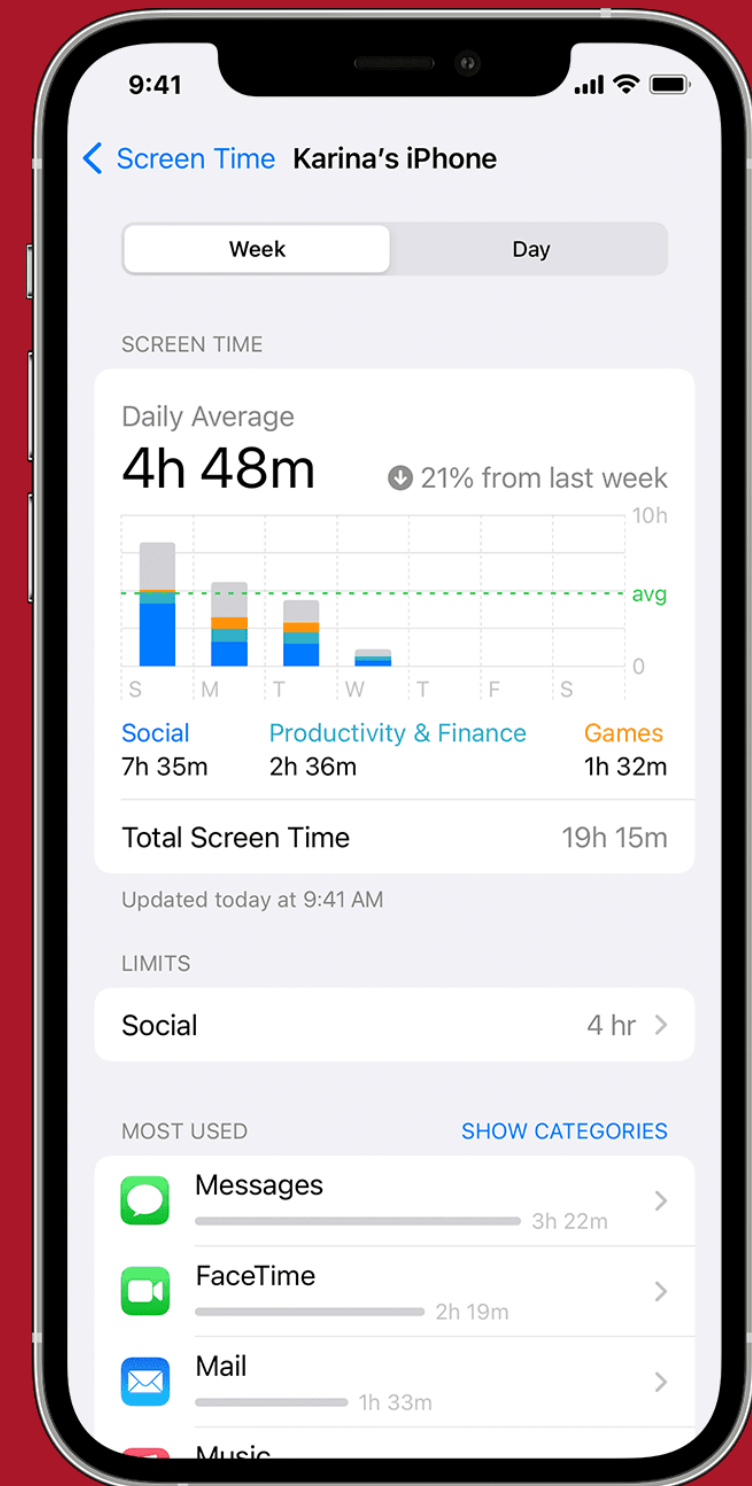 9:41
Screen Time Karina's iPhone
Week Day
SCREEN TIME
Daily Average
4h 48m 21% from last week
10h
avg
0
S M T W T F S
Social Productivity & Finance Games
7h 35m 2h 36m 1h 32m
Total Screen Time 19h 15m
Updated today at 9:41 AM
LIMITS
Social 4 hr
MOST USED SHOW CATEGORIES
Messages
3h 22m
FaceTime
2h 19m
Mail
1h 33m
Music